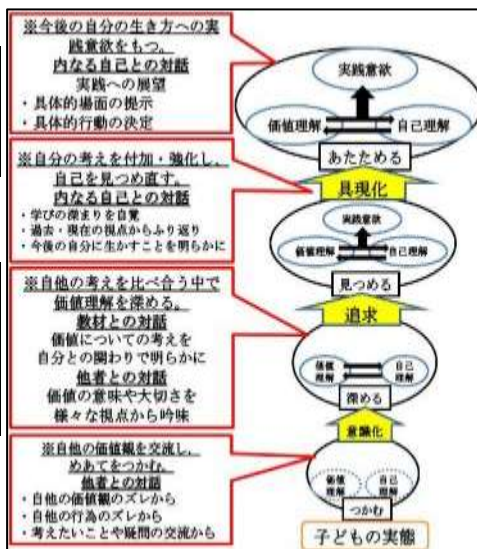 ※今後の自分の生き方への実
践意欲をもつ。
内なる自己との対話
実践への展望
・具体的場面の提示
・具体的行動の決定
※自分の考えを付加・強化し、
自己を見つめ直す。
内なる自己との対話
・学びの深まりを自覚
・過去・現在の視点からふり返り
・今後の自分に生かすことを明らかに
※自他の考えを比べ合う中で
価値理解を深める。
教材との対話
価値についての考えを
自分との関わりで明らかに
他者との対話
価値の意味や大切さを
様々な視点から吟味
※自他の価値観を交流し、
めあてをつかむ。
他者との対話
・自他の価値観のズレから
・自他の行為のズレから
・考えたいことや疑問の交流から
実践意欲
価値理解
自己理解
あたためる
具現化
実践意欲
価値理解
自己理解
見つめる
追求
価値
理解
自己
理解
深める
意識化
価値
理解
自己
理解
つかむ
子どもの実態